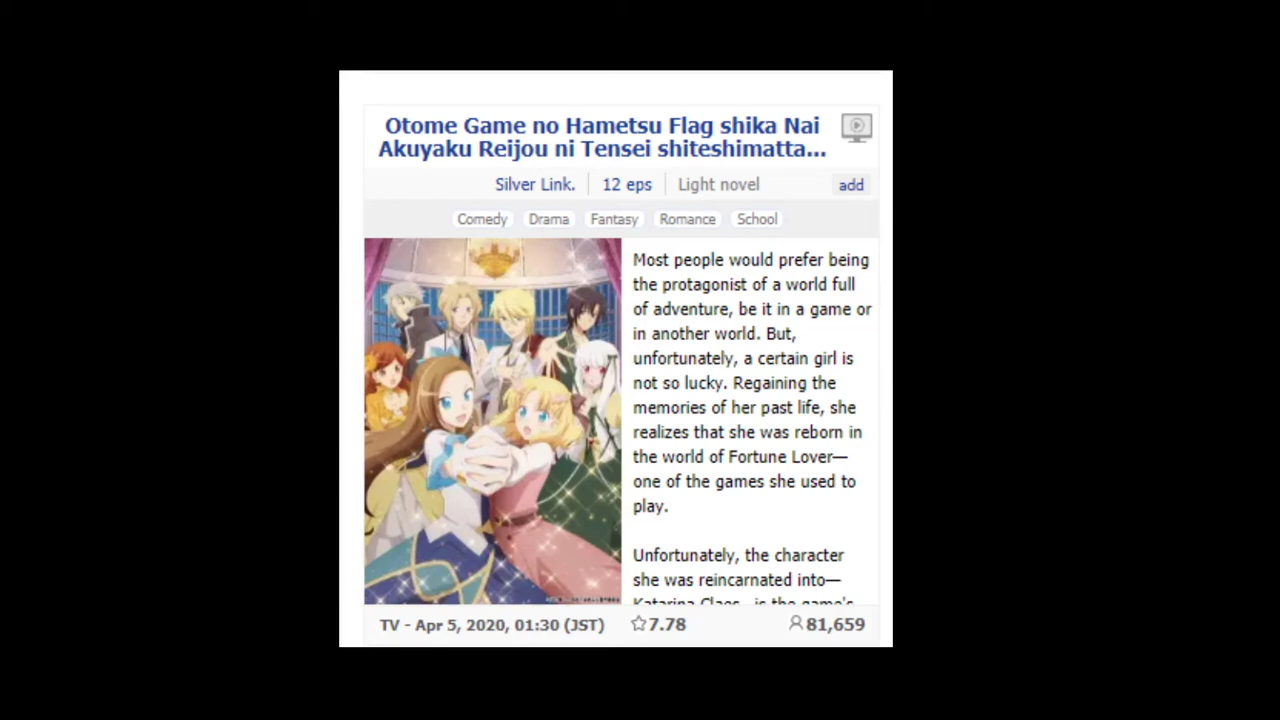 Otome Game no Hametsu Flag shika Nai
Akuyaku Reijou ni Tensei shiteshimatta...
Silver Link. 12 eps Light novel add
Comedy Drama Fantasy Romance School
Most people would prefer being
the protagonist of a world full
of adventure, be it in a game or
in another world. But,
unfortunately, a certain girl is
not so lucky. Regaining the
memories of her past life, she
realizes that she was reborn in
the world of Fortune Lover—
one of the games she used to
play.
Unfortunately, the character
she was reincarnated into—
Katarina Claes—is the game's
TV - Apr 5, 2020, 01:30 (JST) 7.78 81,659